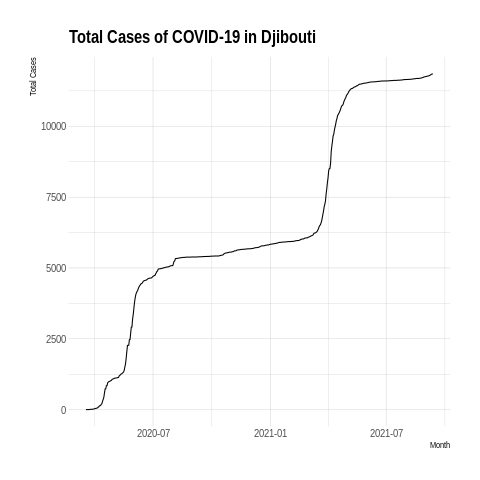 Total Cases of COVID-19 in Djibouti
Total Cases
10000
7500
5000
2500
0
2020-07
2021-01
2021-07
Month